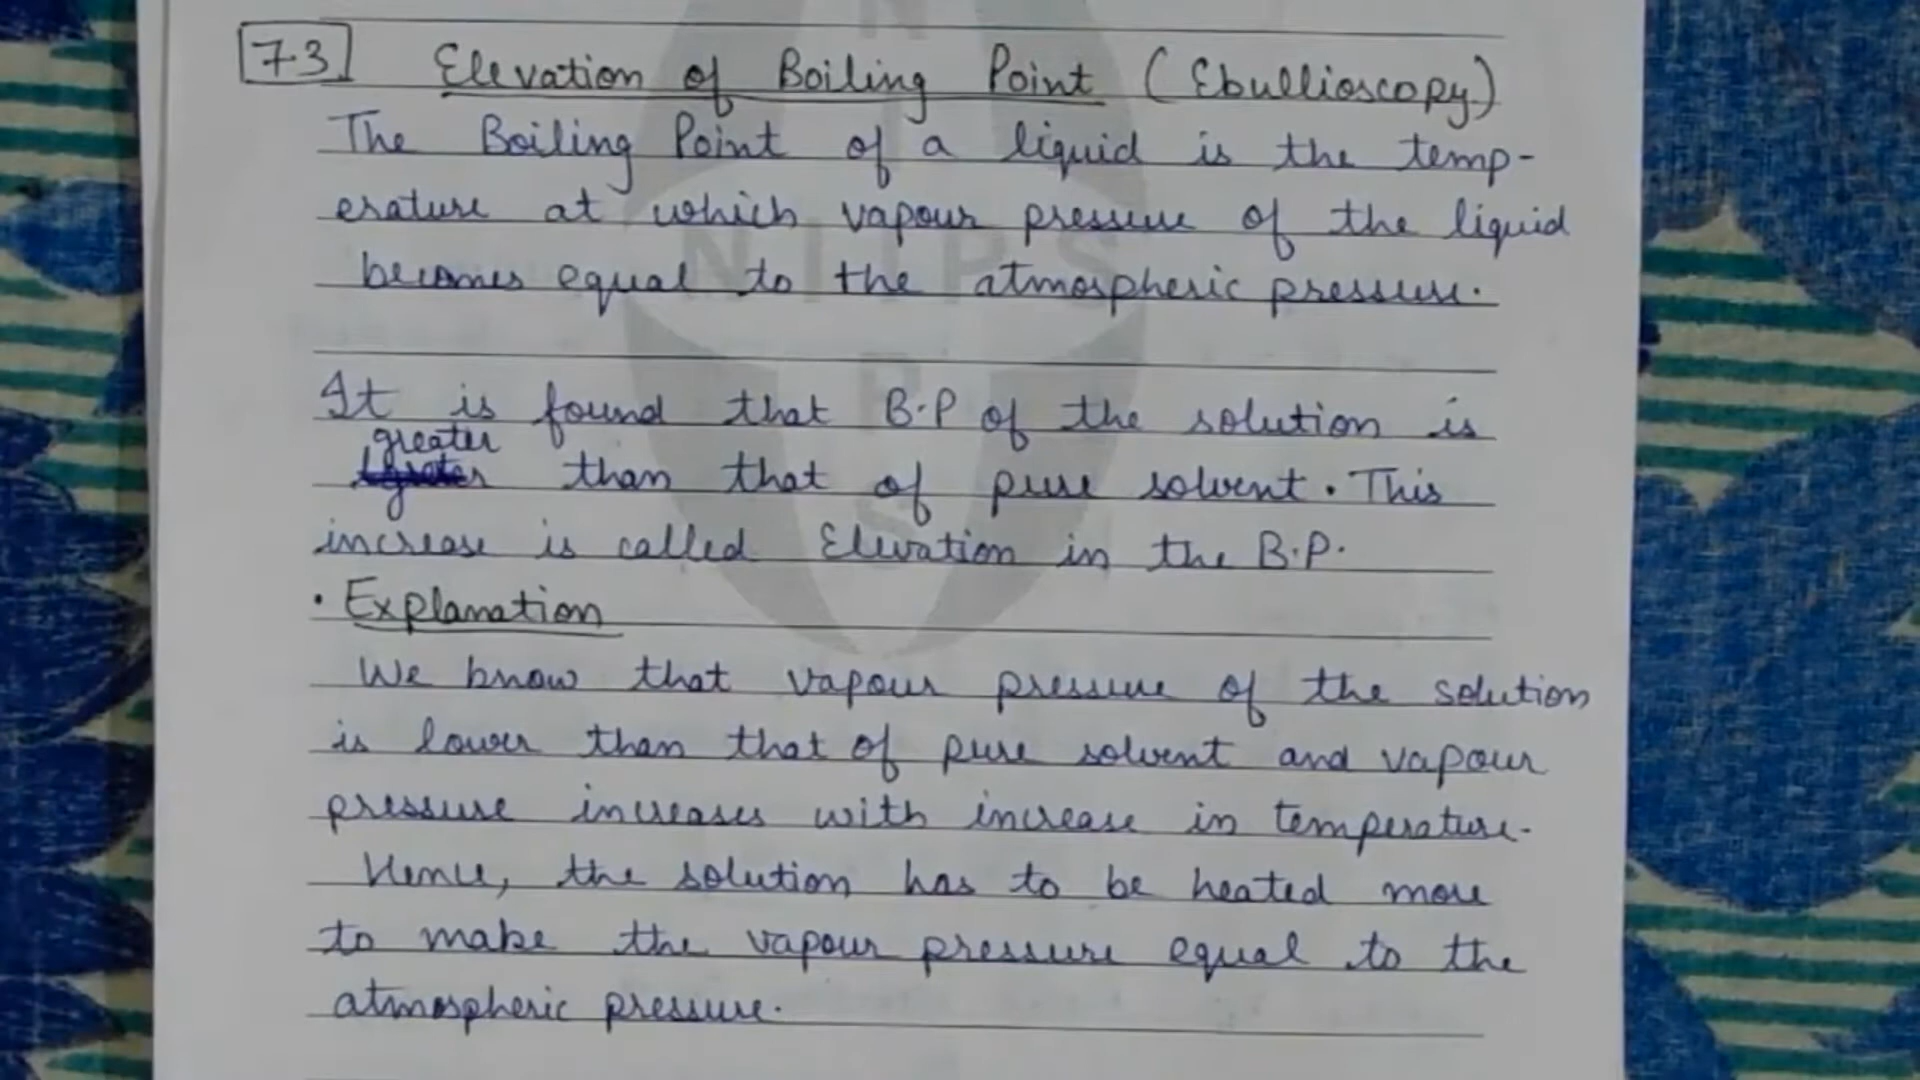 7.3 Elevation of Boiling Point (Ebullioscopy)
The Boiling Point of a liquid is the temp-
erature at which vapour pressure of the liquid
becomes equal to the atmospheric pressure.
It is found that B.P of the solution is
greater
than that of pure solvent. This
increase is called Elevation in the B.P.
• Explanation
We know that vapour pressure of the solution
is lower than that of pure solvent and vapour
pressure increases with increase in temperature.
Hence, the solution has to be heated more
to make the vapour pressure equal to the
atmospheric pressure.